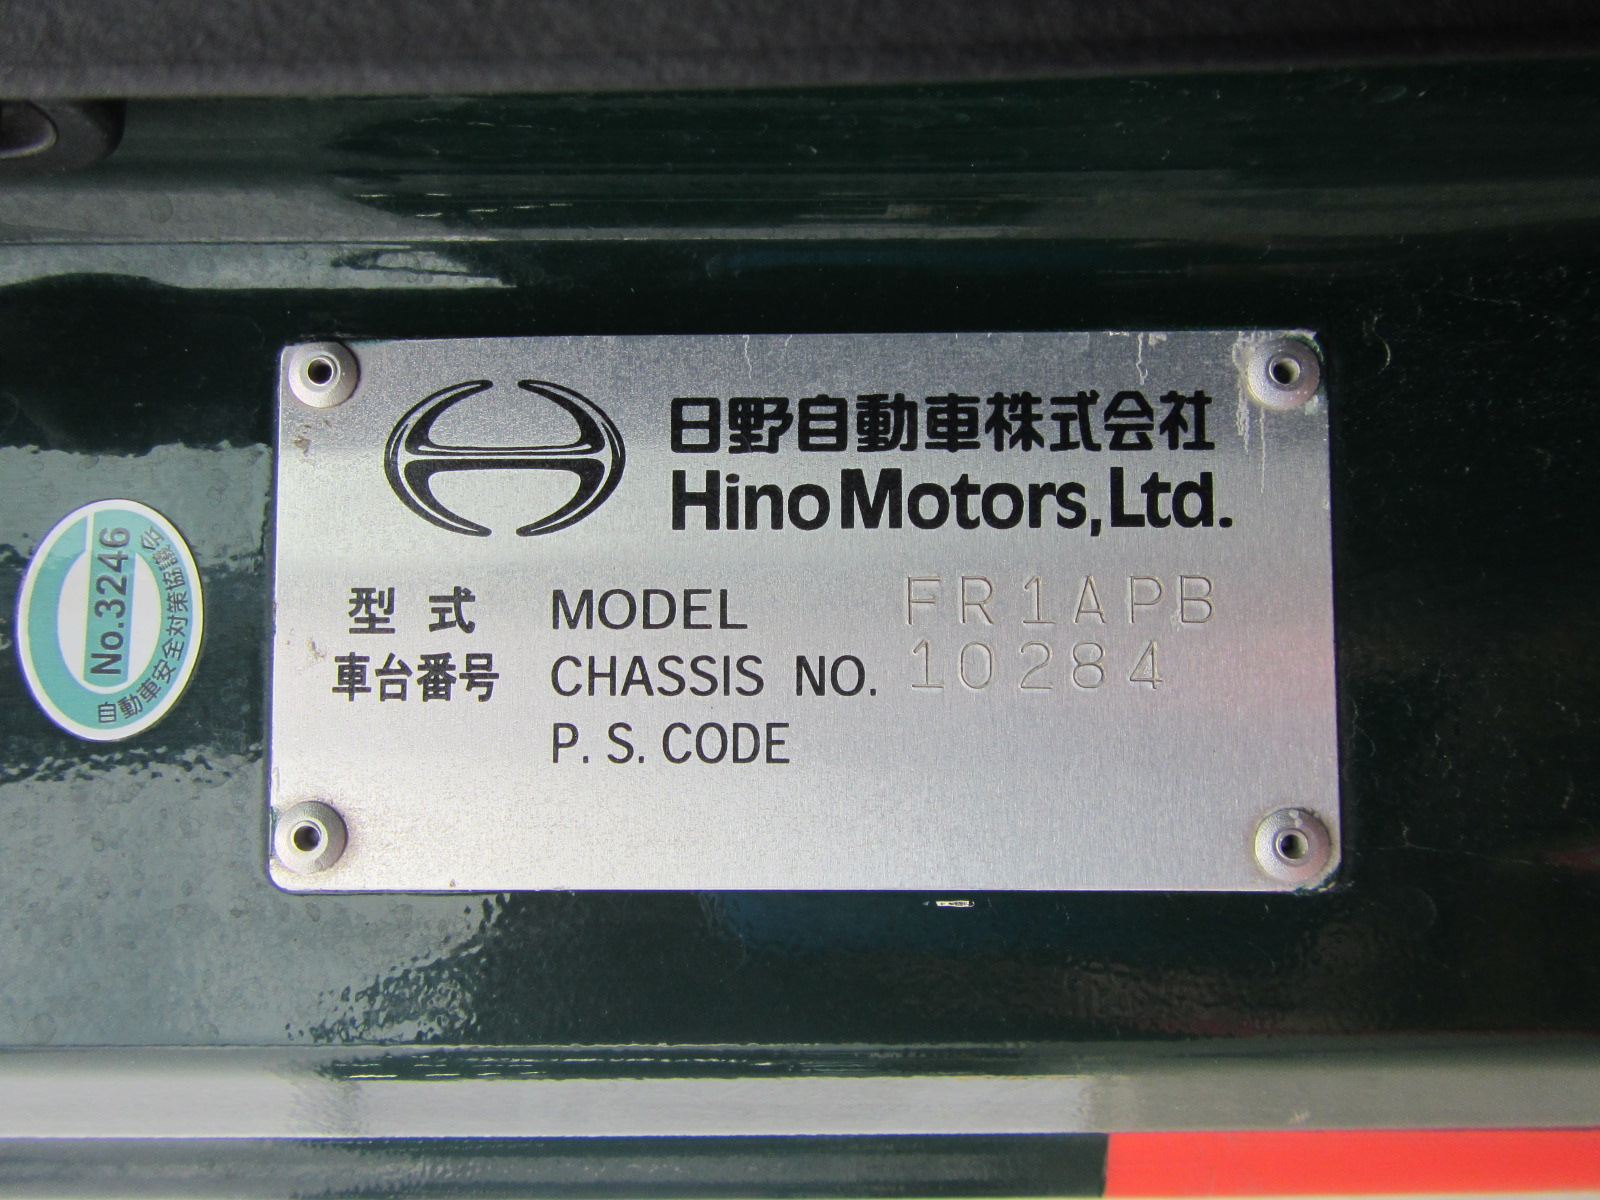 日野自動車株式会社
Hino Motors, Ltd.
型式 MODEL FR1APB
車台番号 CHASSIS NO. 10284
P. S. CODE
No.3246
自動車安全対策協議会